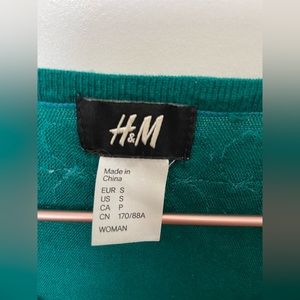 H&M
Made in
China
EUR S
US S
CA P
CN 170/88A
WOMAN